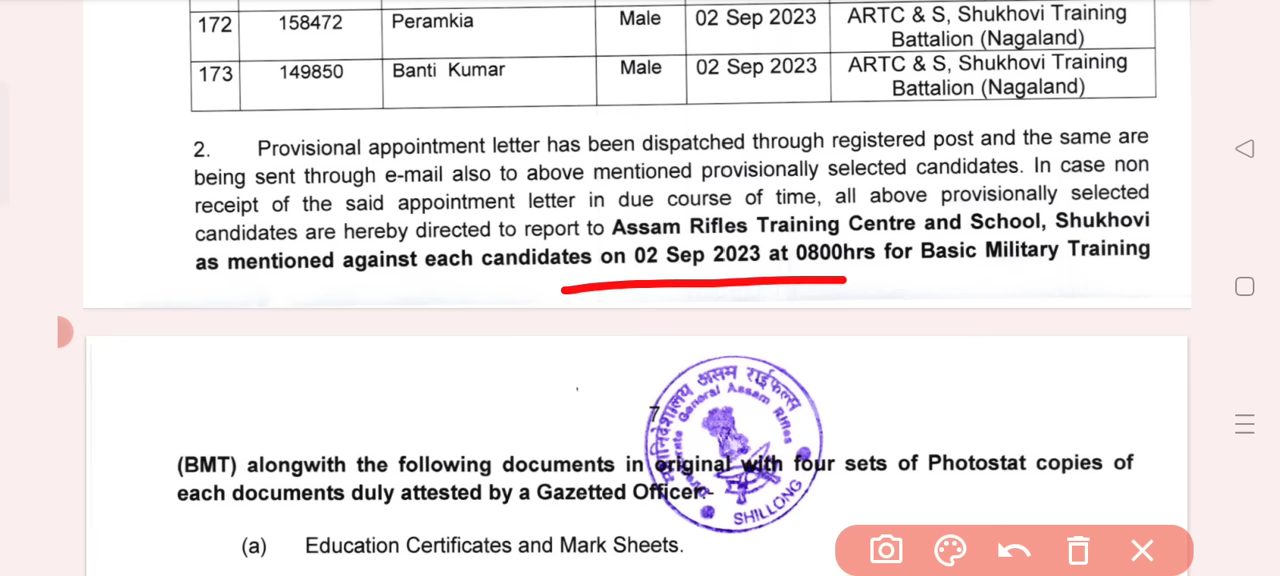 172 158472 Peramkia Male 02 Sep 2023 ARTC & S, Shukhovi Training
Battalion (Nagaland)
173 149850 Banti Kumar Male 02 Sep 2023 ARTC & S, Shukhovi Training
Battalion (Nagaland)
2. Provisional appointment letter has been dispatched through registered post and the same are
being sent through e-mail also to above mentioned provisionally selected candidates. In case non
receipt of the said appointment letter in due course of time, all above provisionally selected
candidates are hereby directed to report to Assam Rifles Training Centre and School, Shukhovi
as mentioned against each candidates on 02 Sep 2023 at 0800hrs for Basic Military Training
7
महानिदेशालय असम राईफल्स
General Assam Rifles
SHILLONG
(BMT) alongwith the following documents in original with four sets of Photostat copies of
each documents duly attested by a Gazetted Officer:-
(a) Education Certificates and Mark Sheets.